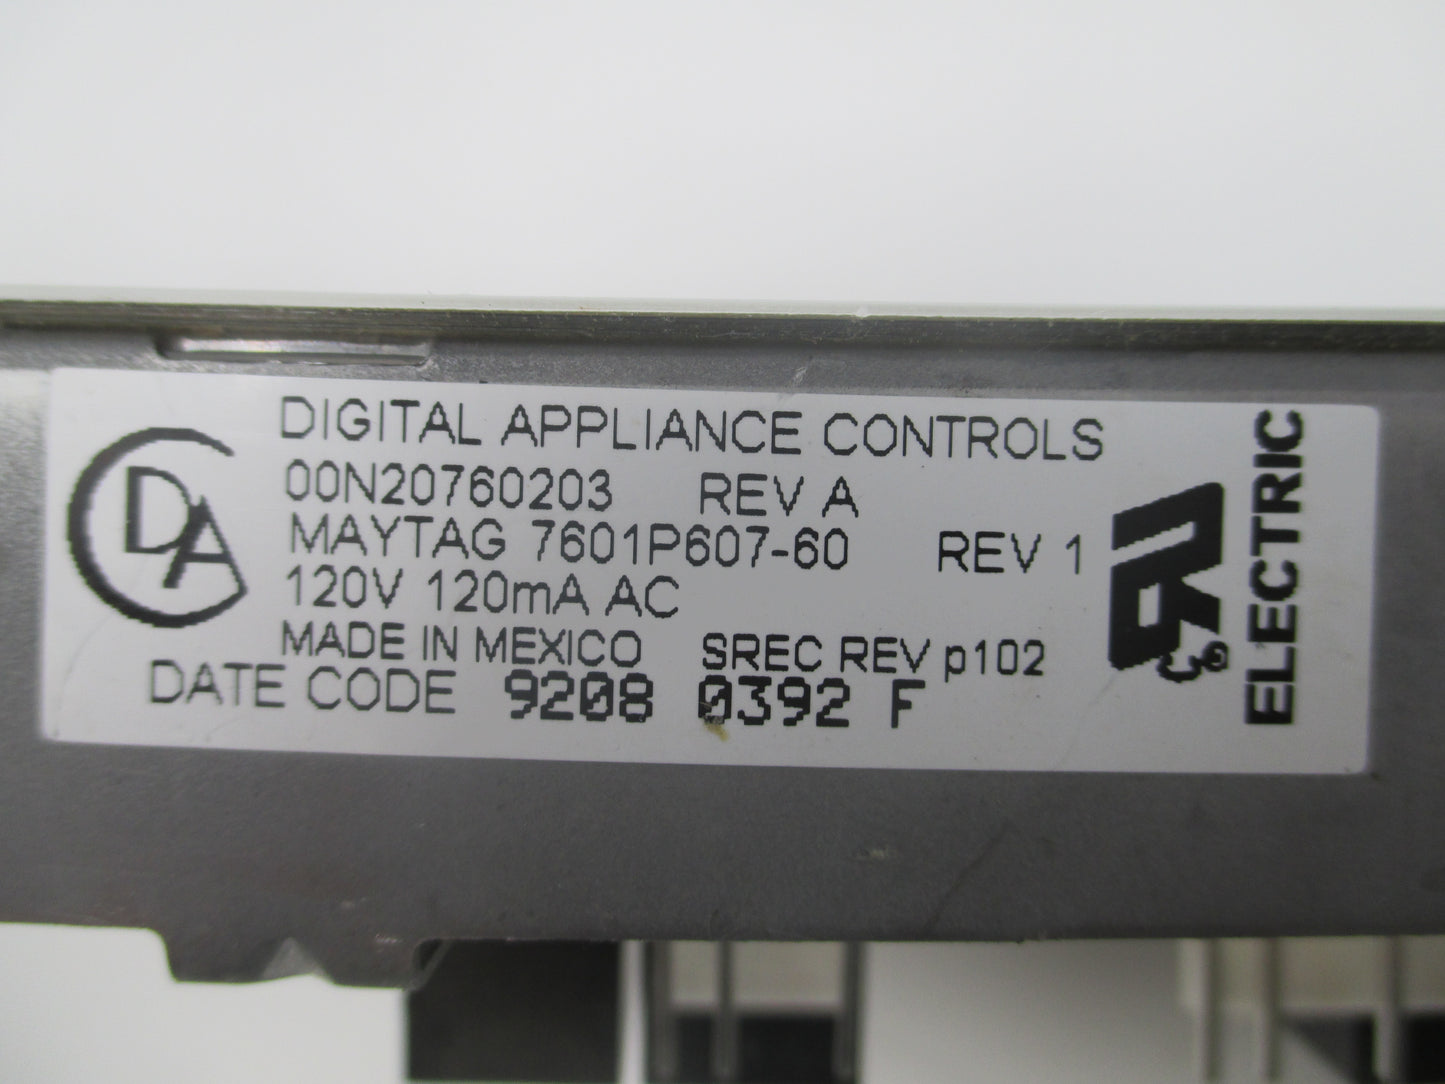 DIGITAL APPLIANCE CONTROLS
00N20760203 REV A
MAYTAG 7601P607-60 REV 1
120V 120mA AC
MADE IN MEXICO SREC REV p102
DATE CODE 9208 0392 F
DA
ELECTRIC